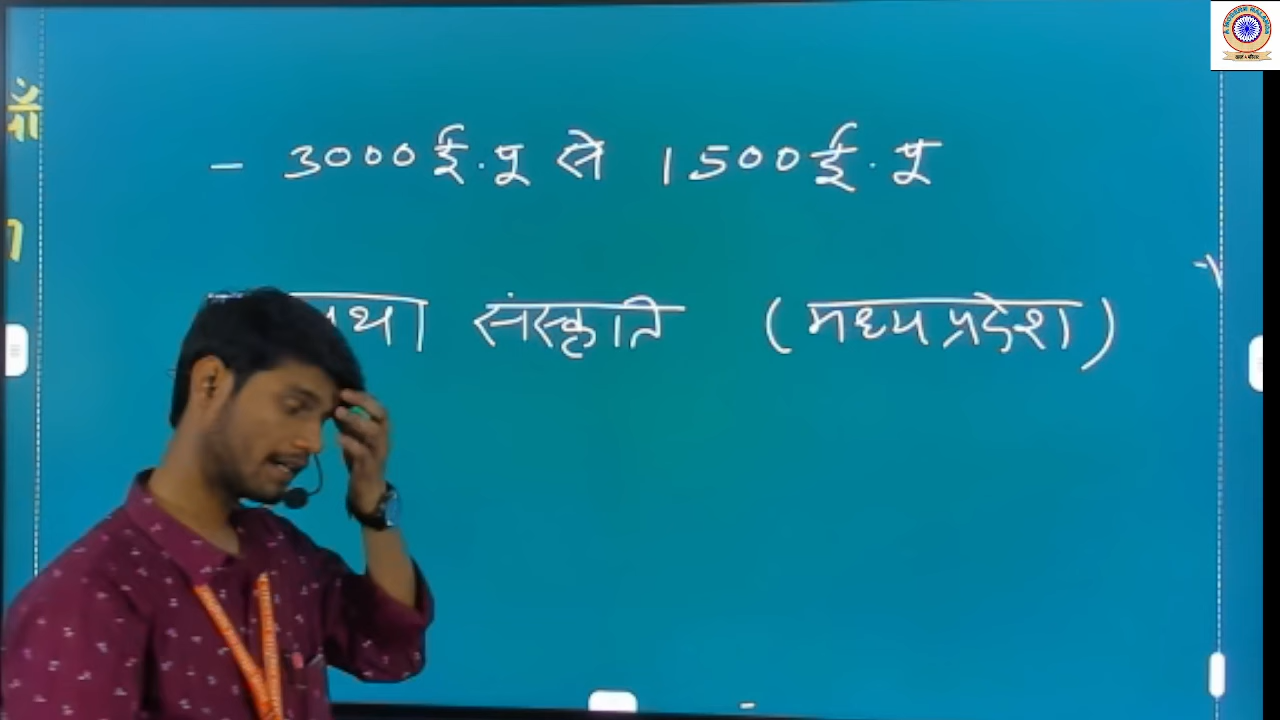 - 3000 ई.पू से 1500 ई.पू
संस्कृति (मध्यप्रदेश)